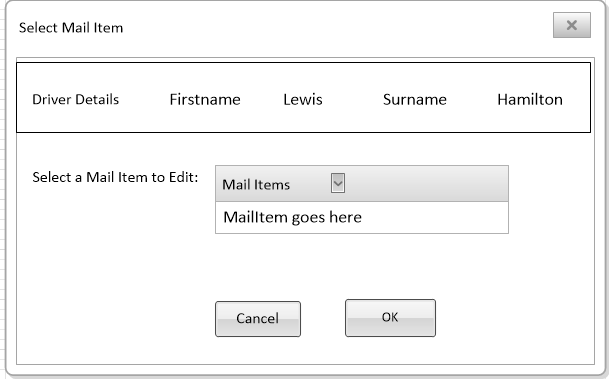 Select Mail Item
Driver Details Firstname Lewis Surname Hamilton
Select a Mail Item to Edit: Mail Items
MailItem goes here
Cancel OK